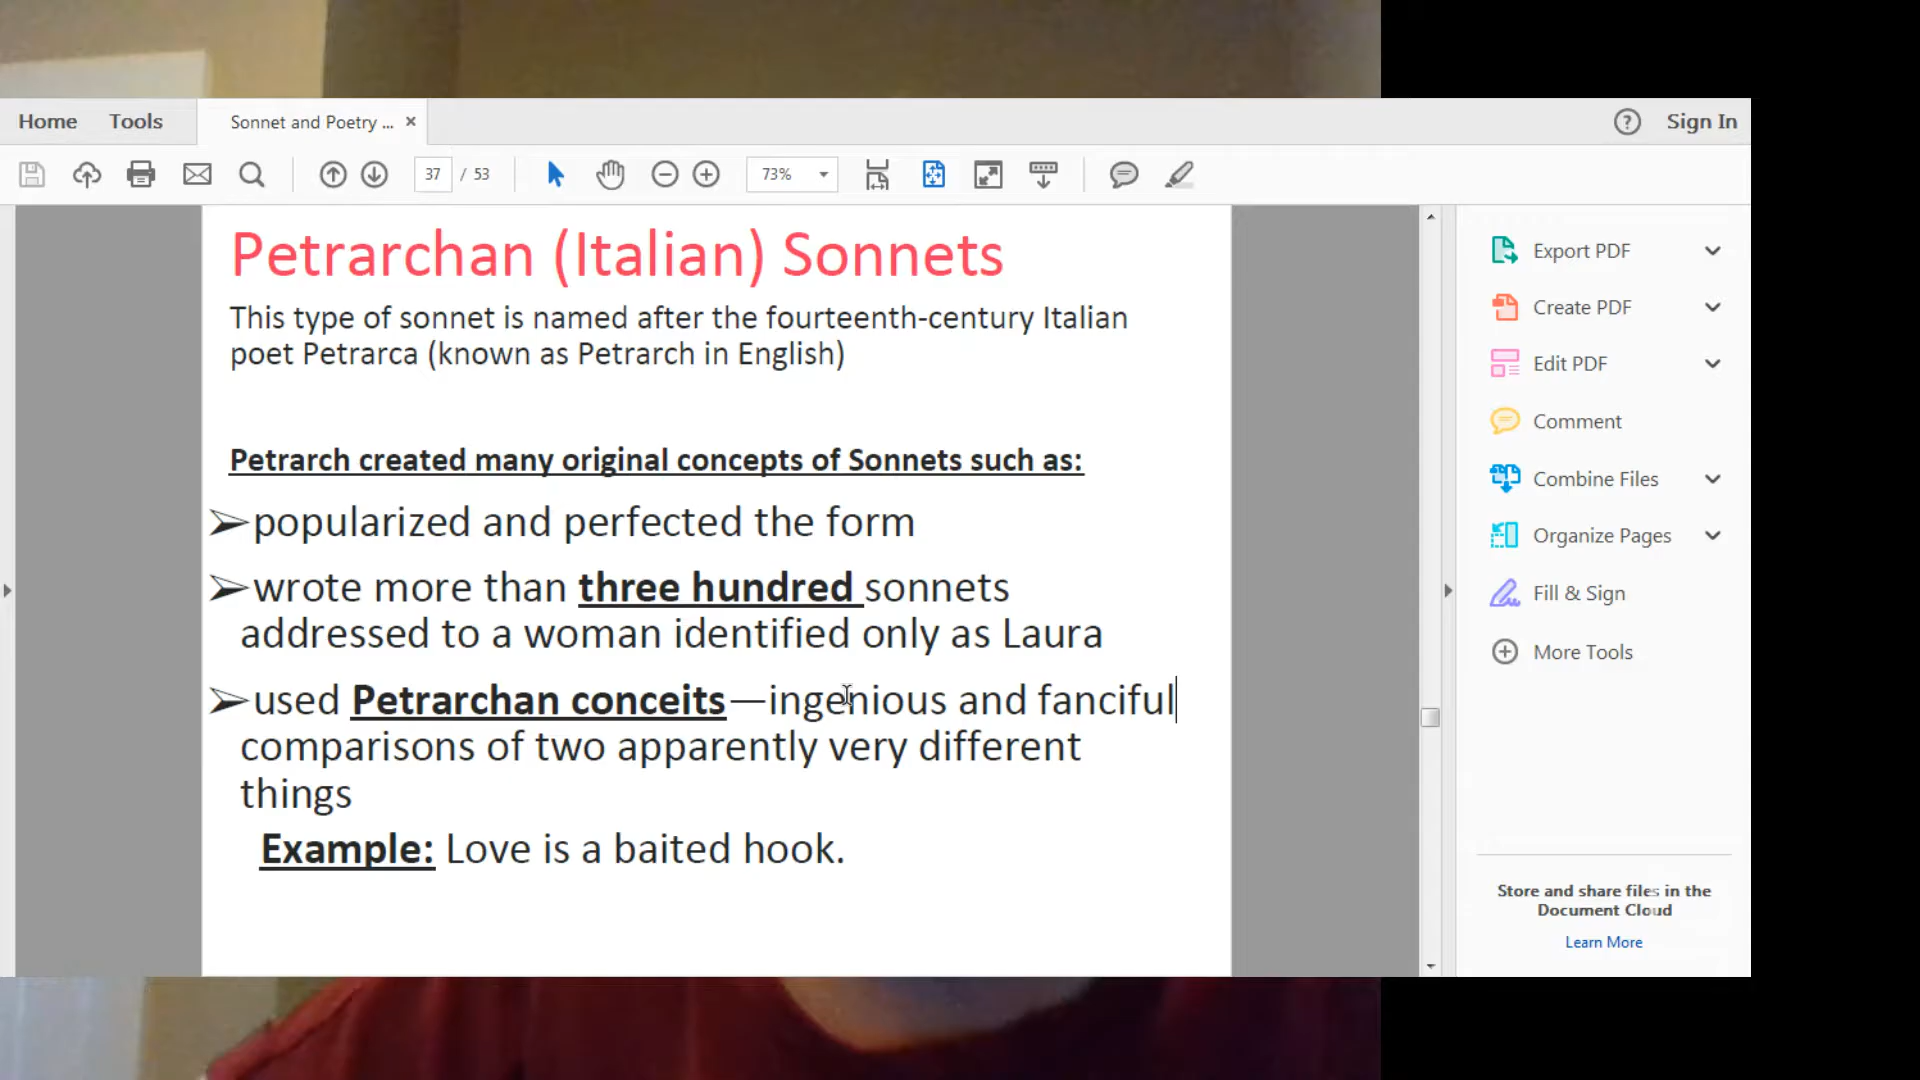 Home Tools Sonnet and Poetry ... × ? Sign In
37 / 53 73%
Petrarchan (Italian) Sonnets
This type of sonnet is named after the fourteenth-century Italian
poet Petrarca (known as Petrarch in English)
Petrarch created many original concepts of Sonnets such as:
➢popularized and perfected the form
➢wrote more than three hundred sonnets
addressed to a woman identified only as Laura
➢used Petrarchan conceits—ingenious and fanciful
comparisons of two apparently very different
things
Example: Love is a baited hook.
Export PDF
Create PDF
Edit PDF
Comment
Combine Files
Organize Pages
Fill & Sign
More Tools
Store and share files in the
Document Cloud
Learn More